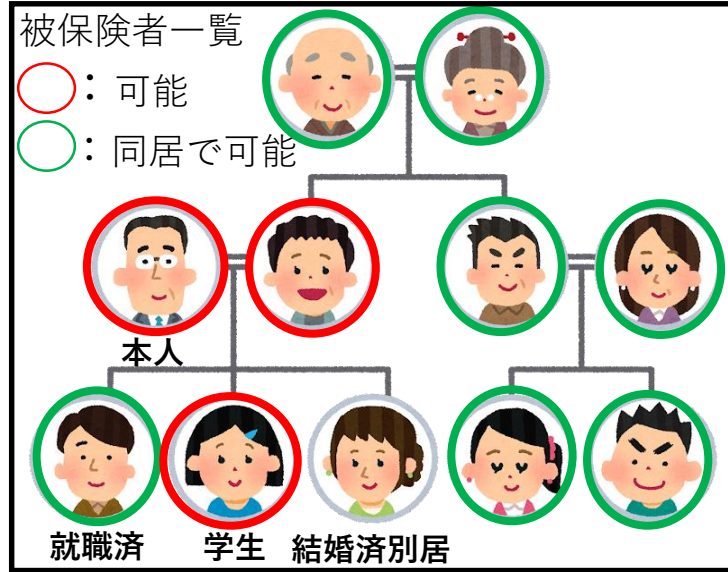 被保険者一覧
：可能
：同居で可能
本人
就職済
学生
結婚済別居